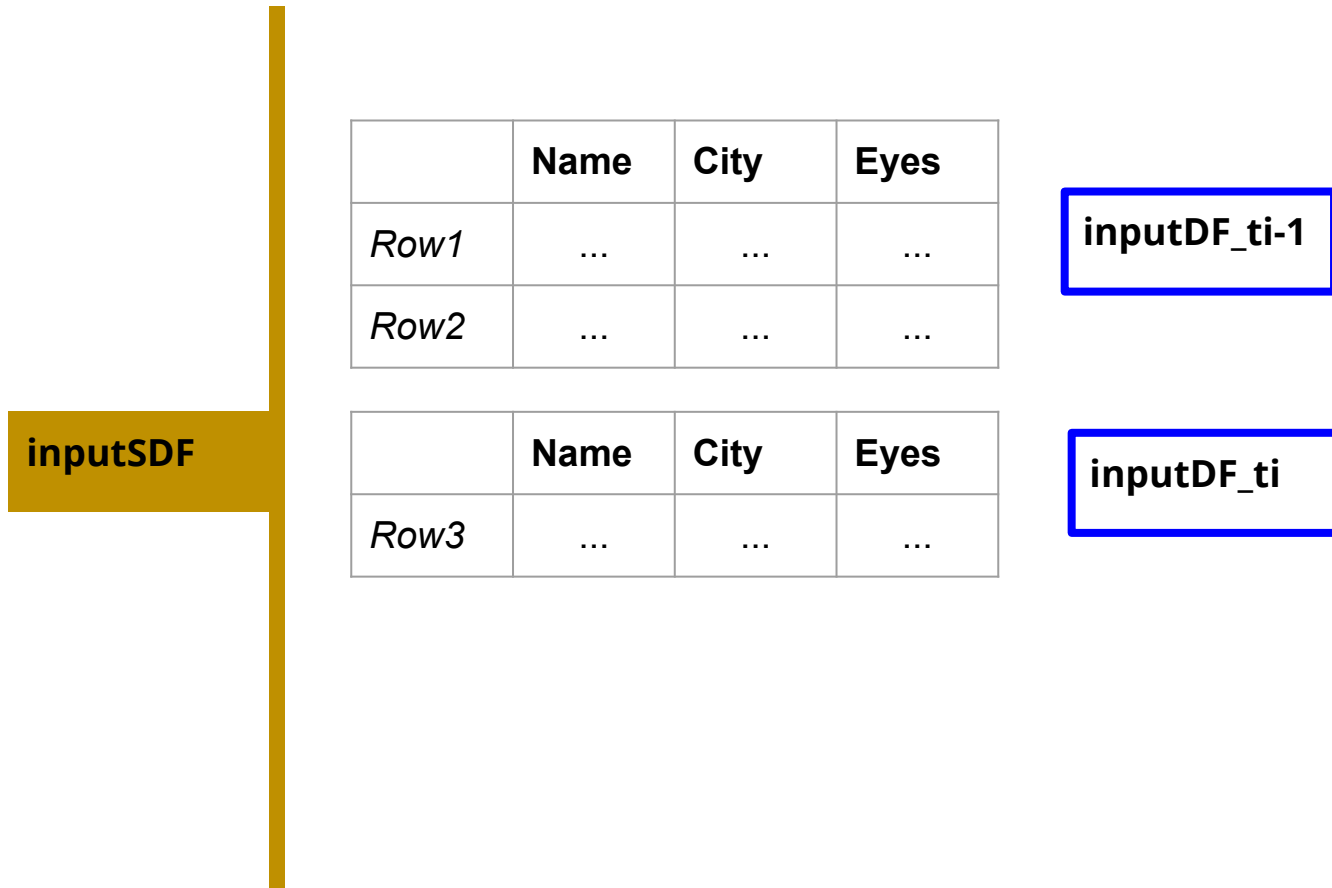 Name City Eyes
Row1 ... ... ...
inputDF_ti-1
Row2 ... ... ...
inputSDF
Name City Eyes
inputDF_ti
Row3 ... ... ...